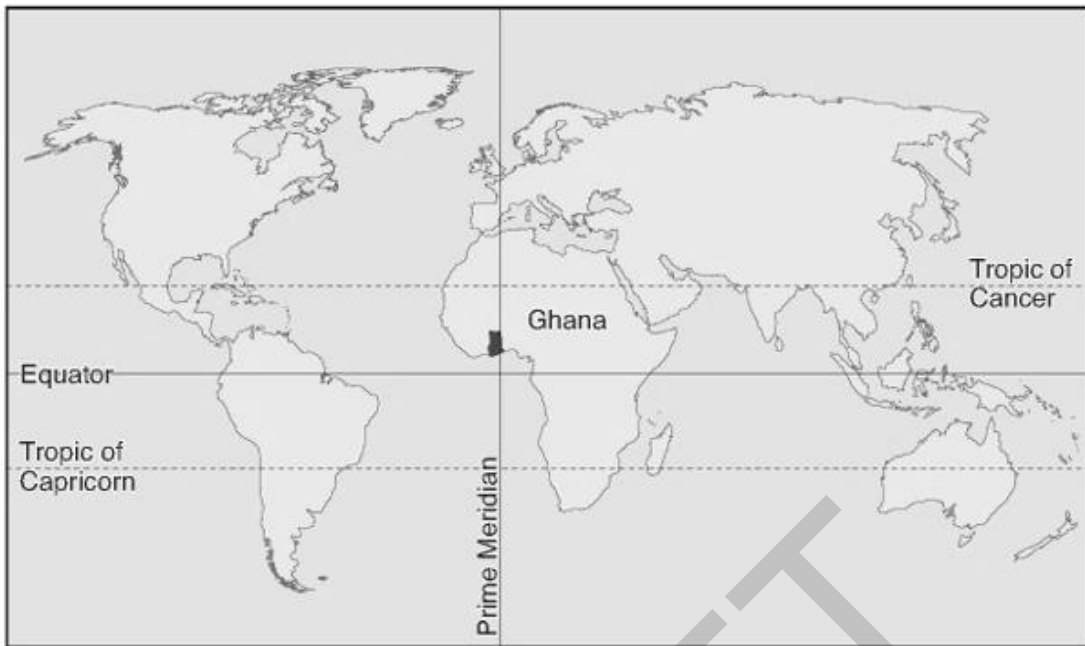 Tropic of
Cancer
Ghana
Equator
Tropic of
Capricorn
Prime Meridian